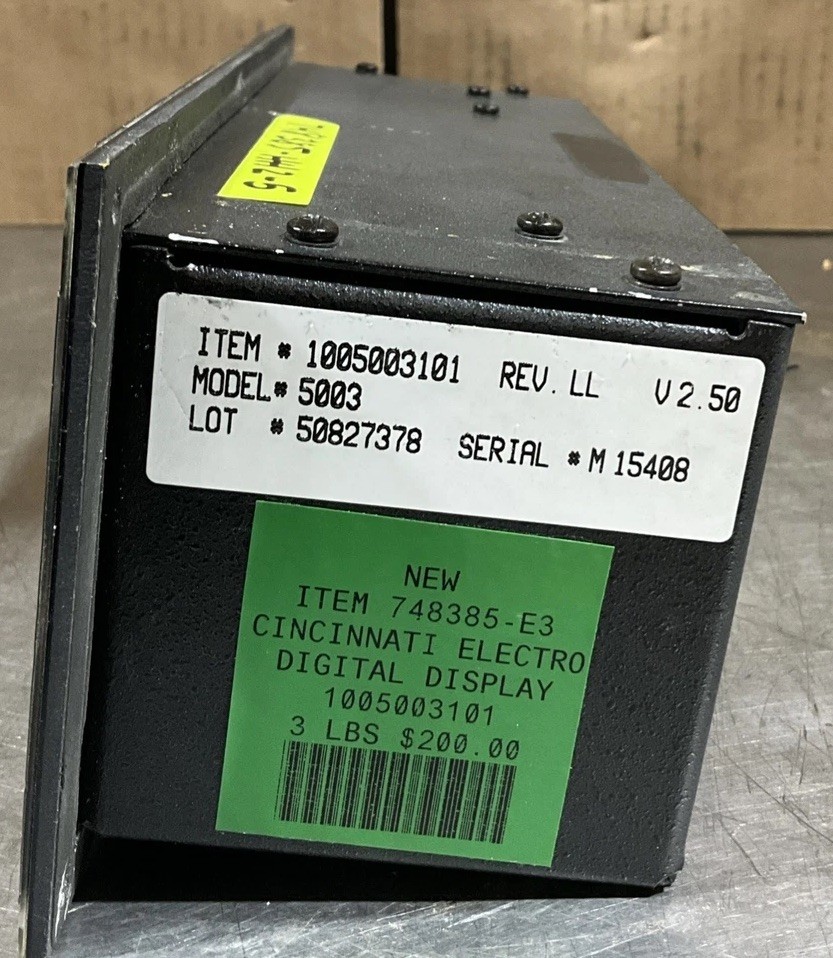 ITEM # 1005003101 REV. LL V 2.50
MODEL# 5003
LOT # 50827378 SERIAL # M 15408
NEW
ITEM 748385-E3
CINCINNATI ELECTRO
DIGITAL DISPLAY
1005003101
3 LBS $200.00